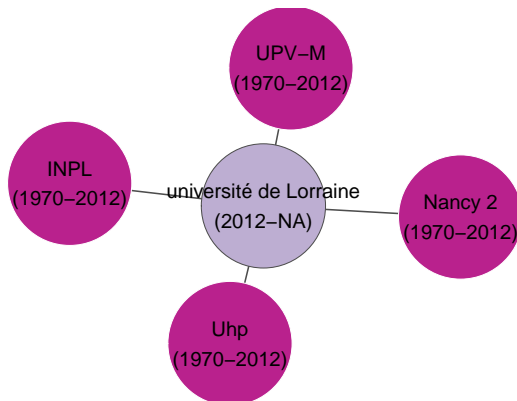 UPV−M
(1970−2012)
INPL
(1970−2012)
université de Lorraine
(2012−NA)
Nancy 2
(1970−2012)
Uhp
(1970−2012)